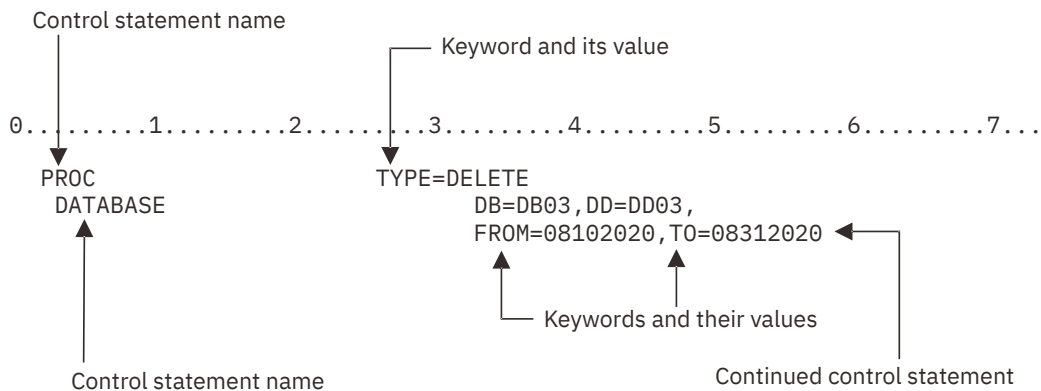 Control statement name
Keyword and its value
0.........1.........2.........3.........4.........5.........6.........7...
PROC TYPE=DELETE
DATABASE DB=DB03,DD=DD03,
FROM=08102020,TO=08312020
Keywords and their values
Control statement name
Continued control statement